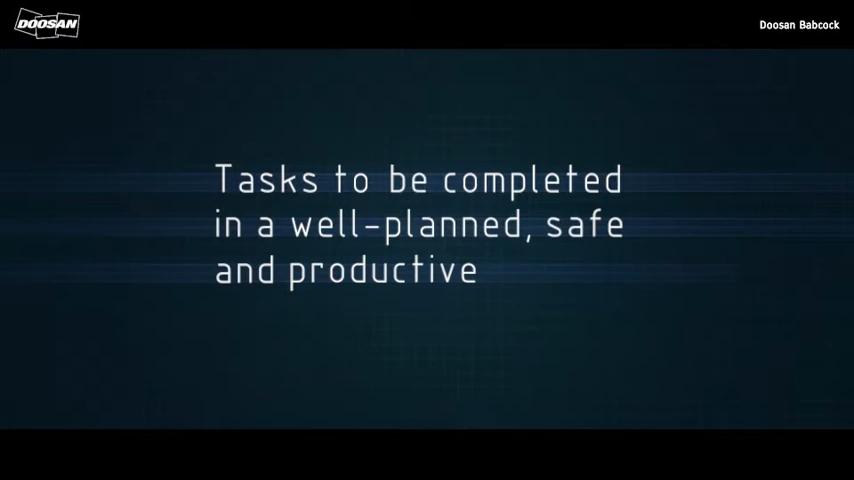 DOOSAN
Doosan Babcock
Tasks to be completed
in a well-planned, safe
and productive